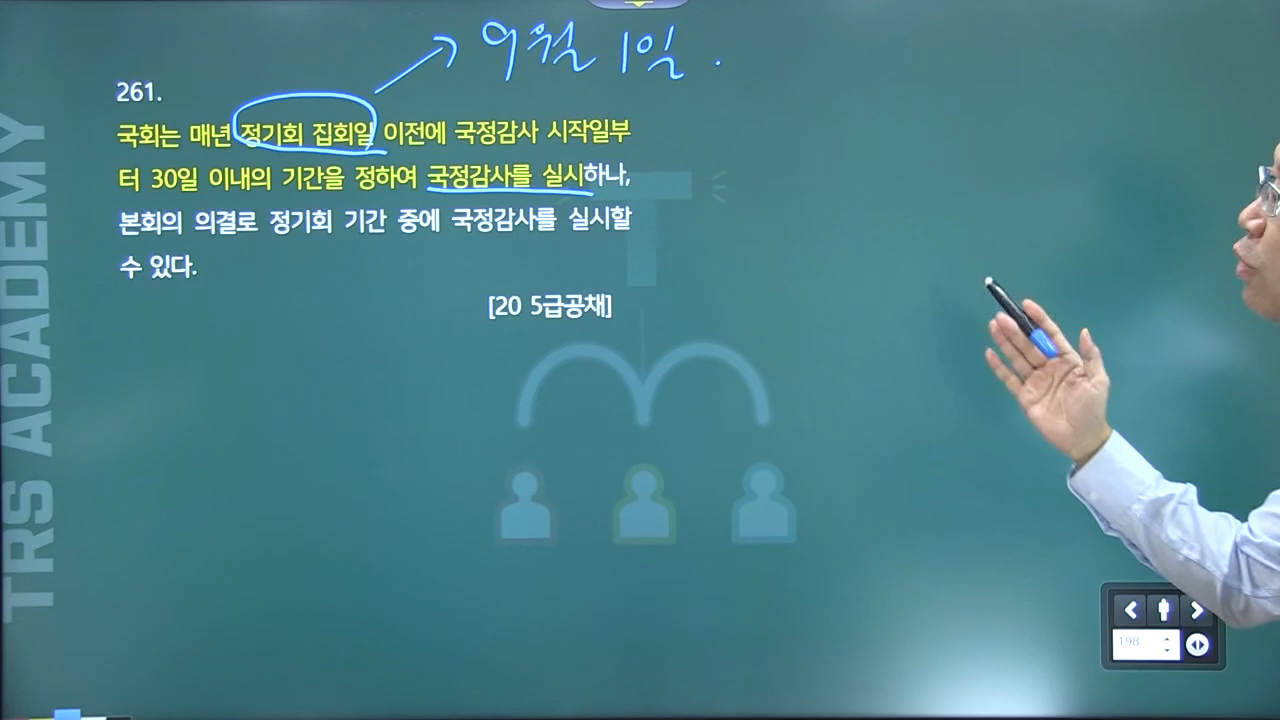 9월 1일.
261.
국회는 매년 정기회 집회일 이전에 국정감사 시작일부
터 30일 이내의 기간을 정하여 국정감사를 실시하나,
본회의 의결로 정기회 기간 중에 국정감사를 실시할
수 있다.
[20 5급공채]
TRS ACADEMY
198